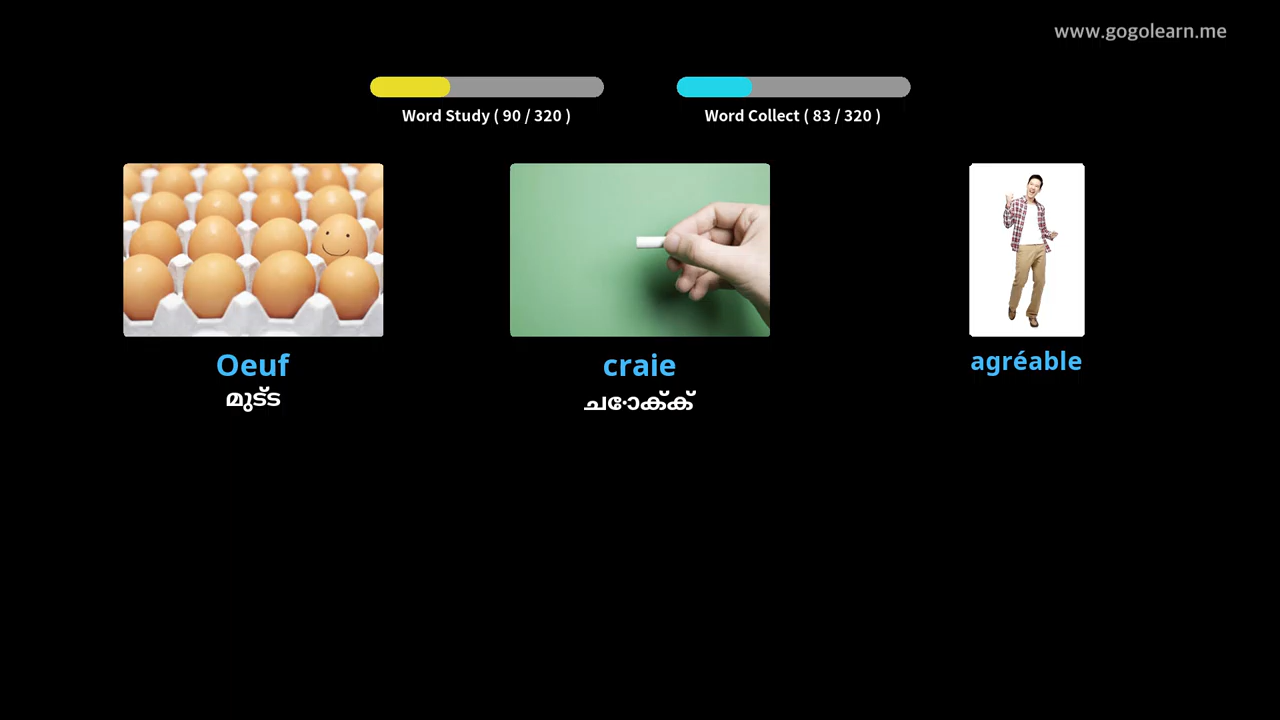 www.gogolearn.me
Word Study ( 90 / 320 )
Word Collect ( 83 / 320 )
Oeuf
craie
agréable
മുട്ട
ചോക്ക്